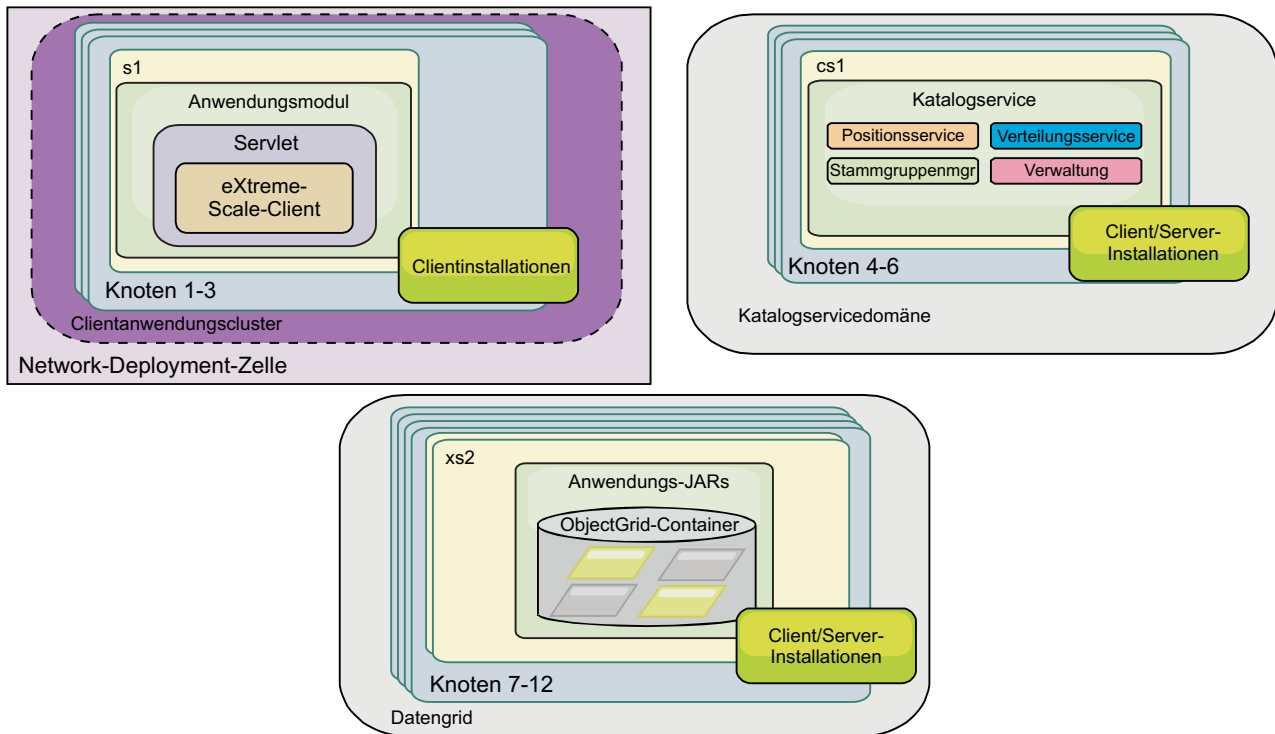 s1
Anwendungsmodul
Servlet
eXtreme-
Scale-Client
Clientinstallationen
Knoten 1-3
Clientanwendungscluster
Network-Deployment-Zelle
cs1
Katalogservice
Positionsservice
Verteilungsservice
Stammgruppenmgr
Verwaltung
Client/Server-
Installationen
Knoten 4-6
Katalogservicedomäne
xs2
Anwendungs-JARs
ObjectGrid-Container
Client/Server-
Installationen
Knoten 7-12
Datengrid